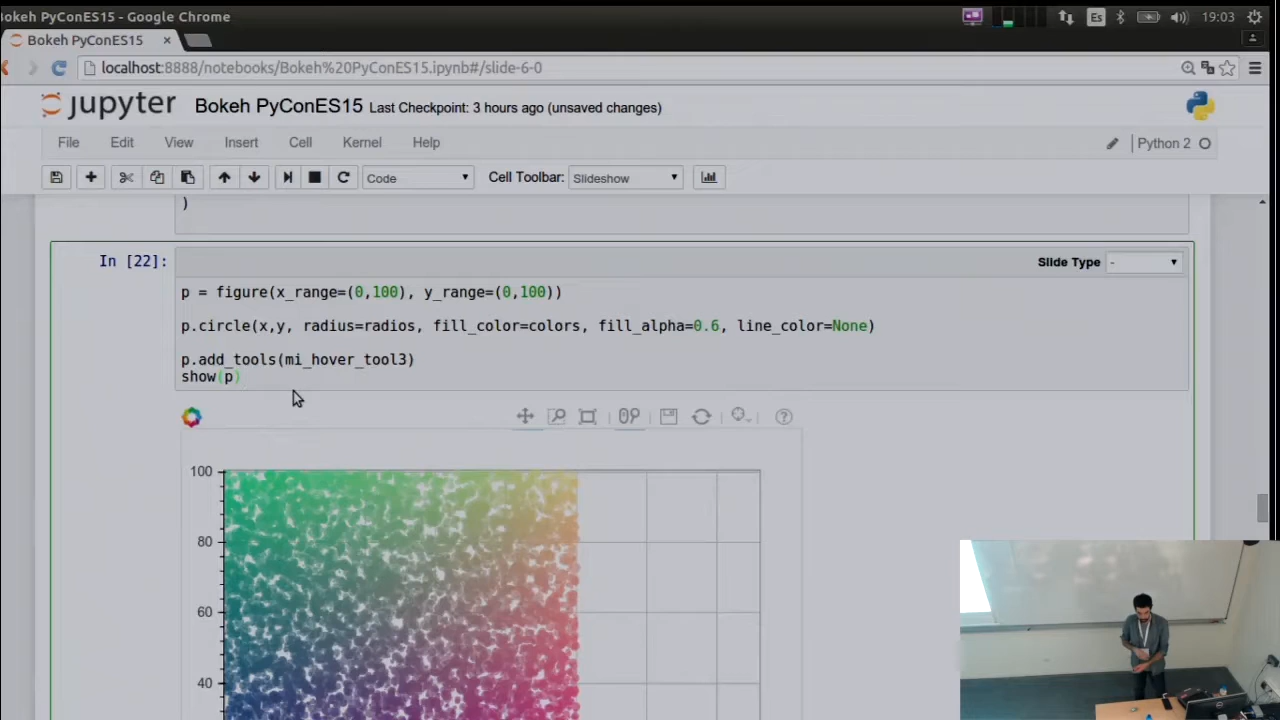 Bokeh PyConES15 - Google Chrome
Es
19:03
Bokeh PyConES15 ×
localhost:8888/notebooks/Bokeh%20PyConES15.ipynb#/slide-6-0
jupyter Bokeh PyConES15 Last Checkpoint: 3 hours ago (unsaved changes)
File Edit View Insert Cell Kernel Help
Python 2
Code
Cell Toolbar: Slideshow
)
In [22]:
Slide Type -
p = figure(x_range=(0,100), y_range=(0,100))
p.circle(x,y, radius=radios, fill_color=colors, fill_alpha=0.6, line_color=None)
p.add_tools(mi_hover_tool3)
show(p)
?
100
80
60
40